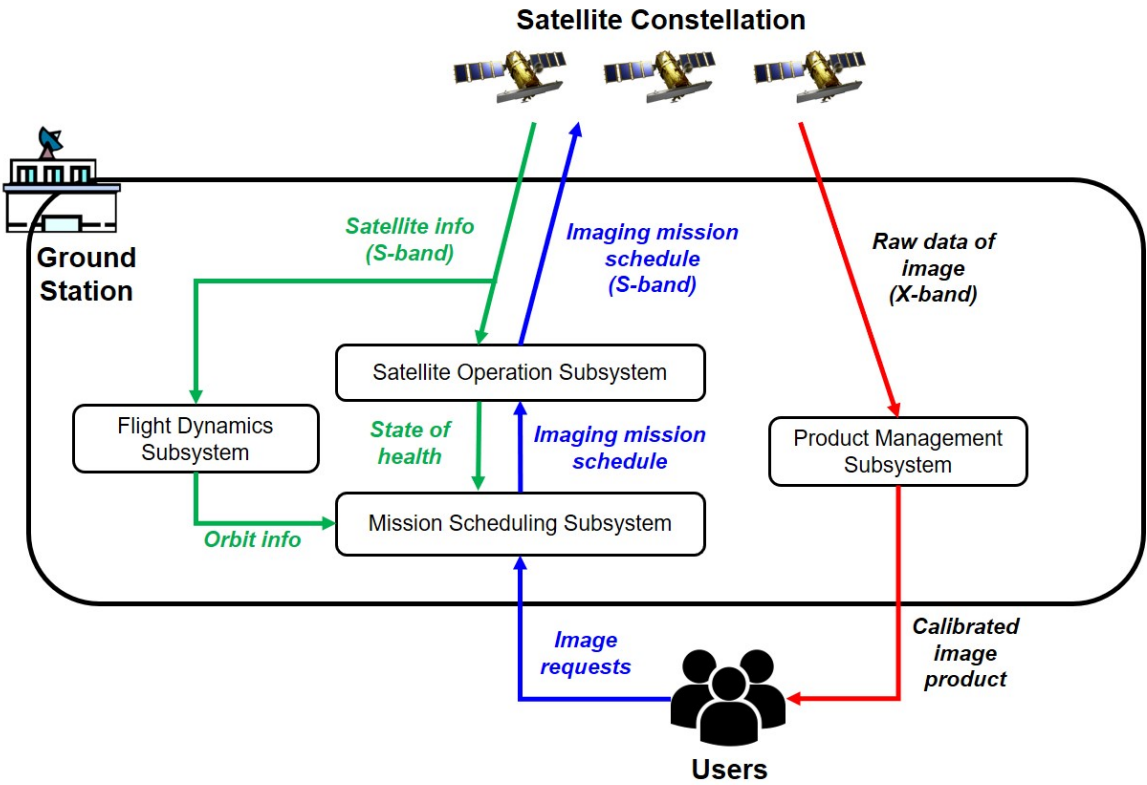 Satellite Constellation
Ground
Station
Satellite info
(S-band)
Imaging mission
schedule
(S-band)
Raw data of
image
(X-band)
Satellite Operation Subsystem
Flight Dynamics
Subsystem
State of
health
Imaging mission
schedule
Product Management
Subsystem
Orbit info
Mission Scheduling Subsystem
Image
requests
Calibrated
image
product
Users